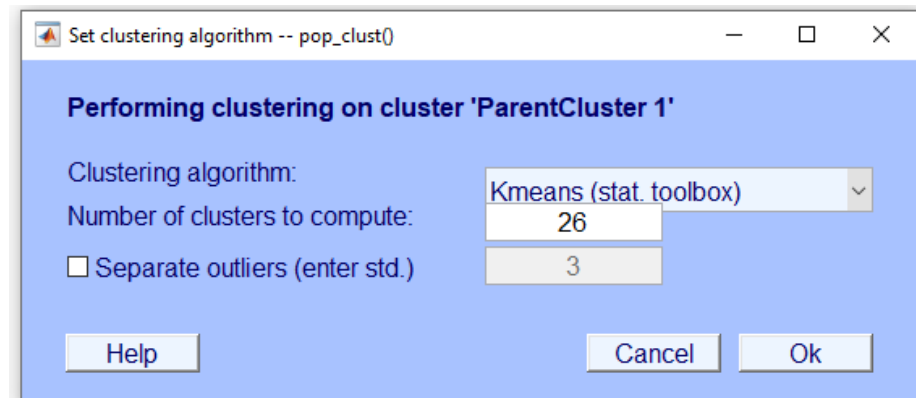 Set clustering algorithm -- pop_clust()
Performing clustering on cluster 'ParentCluster 1'
Clustering algorithm:
Kmeans (stat. toolbox)
Number of clusters to compute:
26
Separate outliers (enter std.)
3
Help
Cancel
Ok